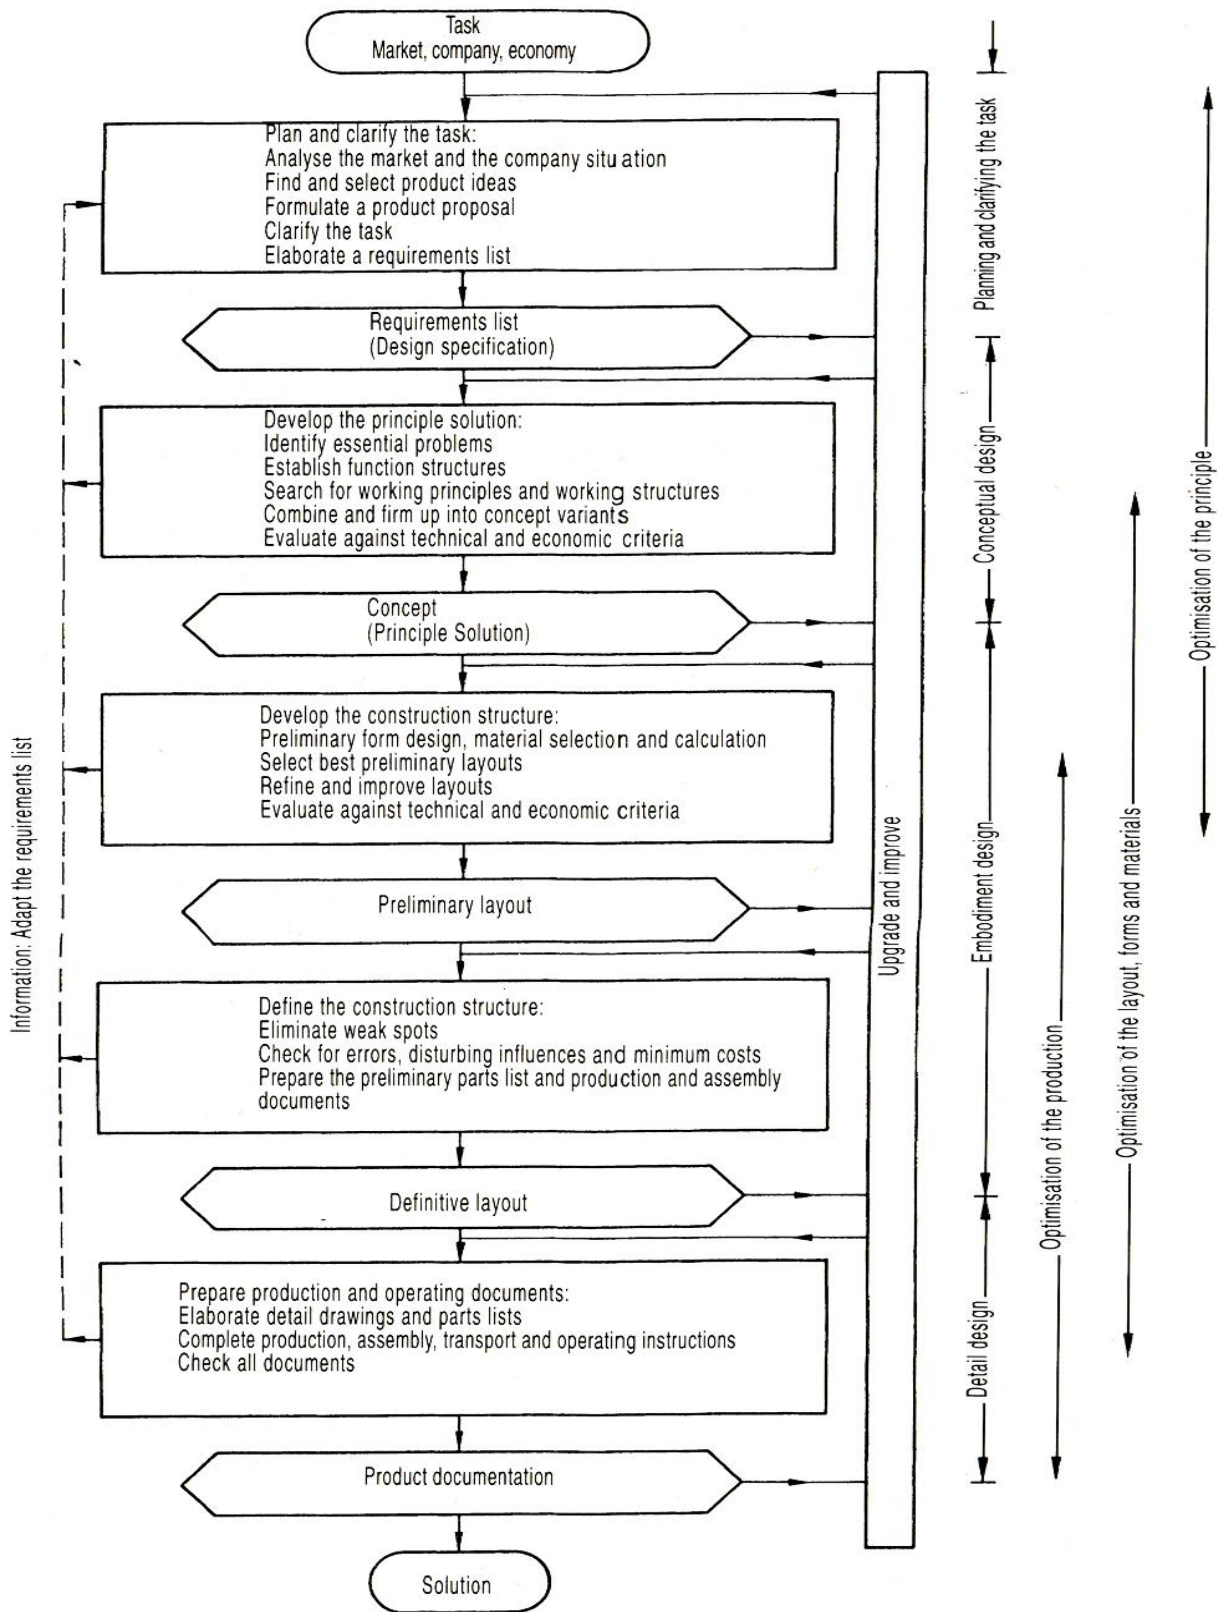 Task
Market, company, economy
Plan and clarify the task:
Analyse the market and the company situation
Find and select product ideas
Formulate a product proposal
Clarify the task
Elaborate a requirements list
Requirements list
(Design specification)
Develop the principle solution:
Identify essential problems
Establish function structures
Search for working principles and working structures
Combine and firm up into concept variants
Evaluate against technical and economic criteria
Concept
(Principle Solution)
Develop the construction structure:
Preliminary form design, material selection and calculation
Select best preliminary layouts
Refine and improve layouts
Evaluate against technical and economic criteria
Preliminary layout
Define the construction structure:
Eliminate weak spots
Check for errors, disturbing influences and minimum costs
Prepare the preliminary parts list and production and assembly
documents
Definitive layout
Prepare production and operating documents:
Elaborate detail drawings and parts lists
Complete production, assembly, transport and operating instructions
Check all documents
Product documentation
Solution
Information: Adapt the requirements list
Upgrade and improve
Planning and clarifying the task
Conceptual design
Embodiment design
Detail design
Optimisation of the production
Optimisation of the layout, forms and materials
Optimisation of the principle